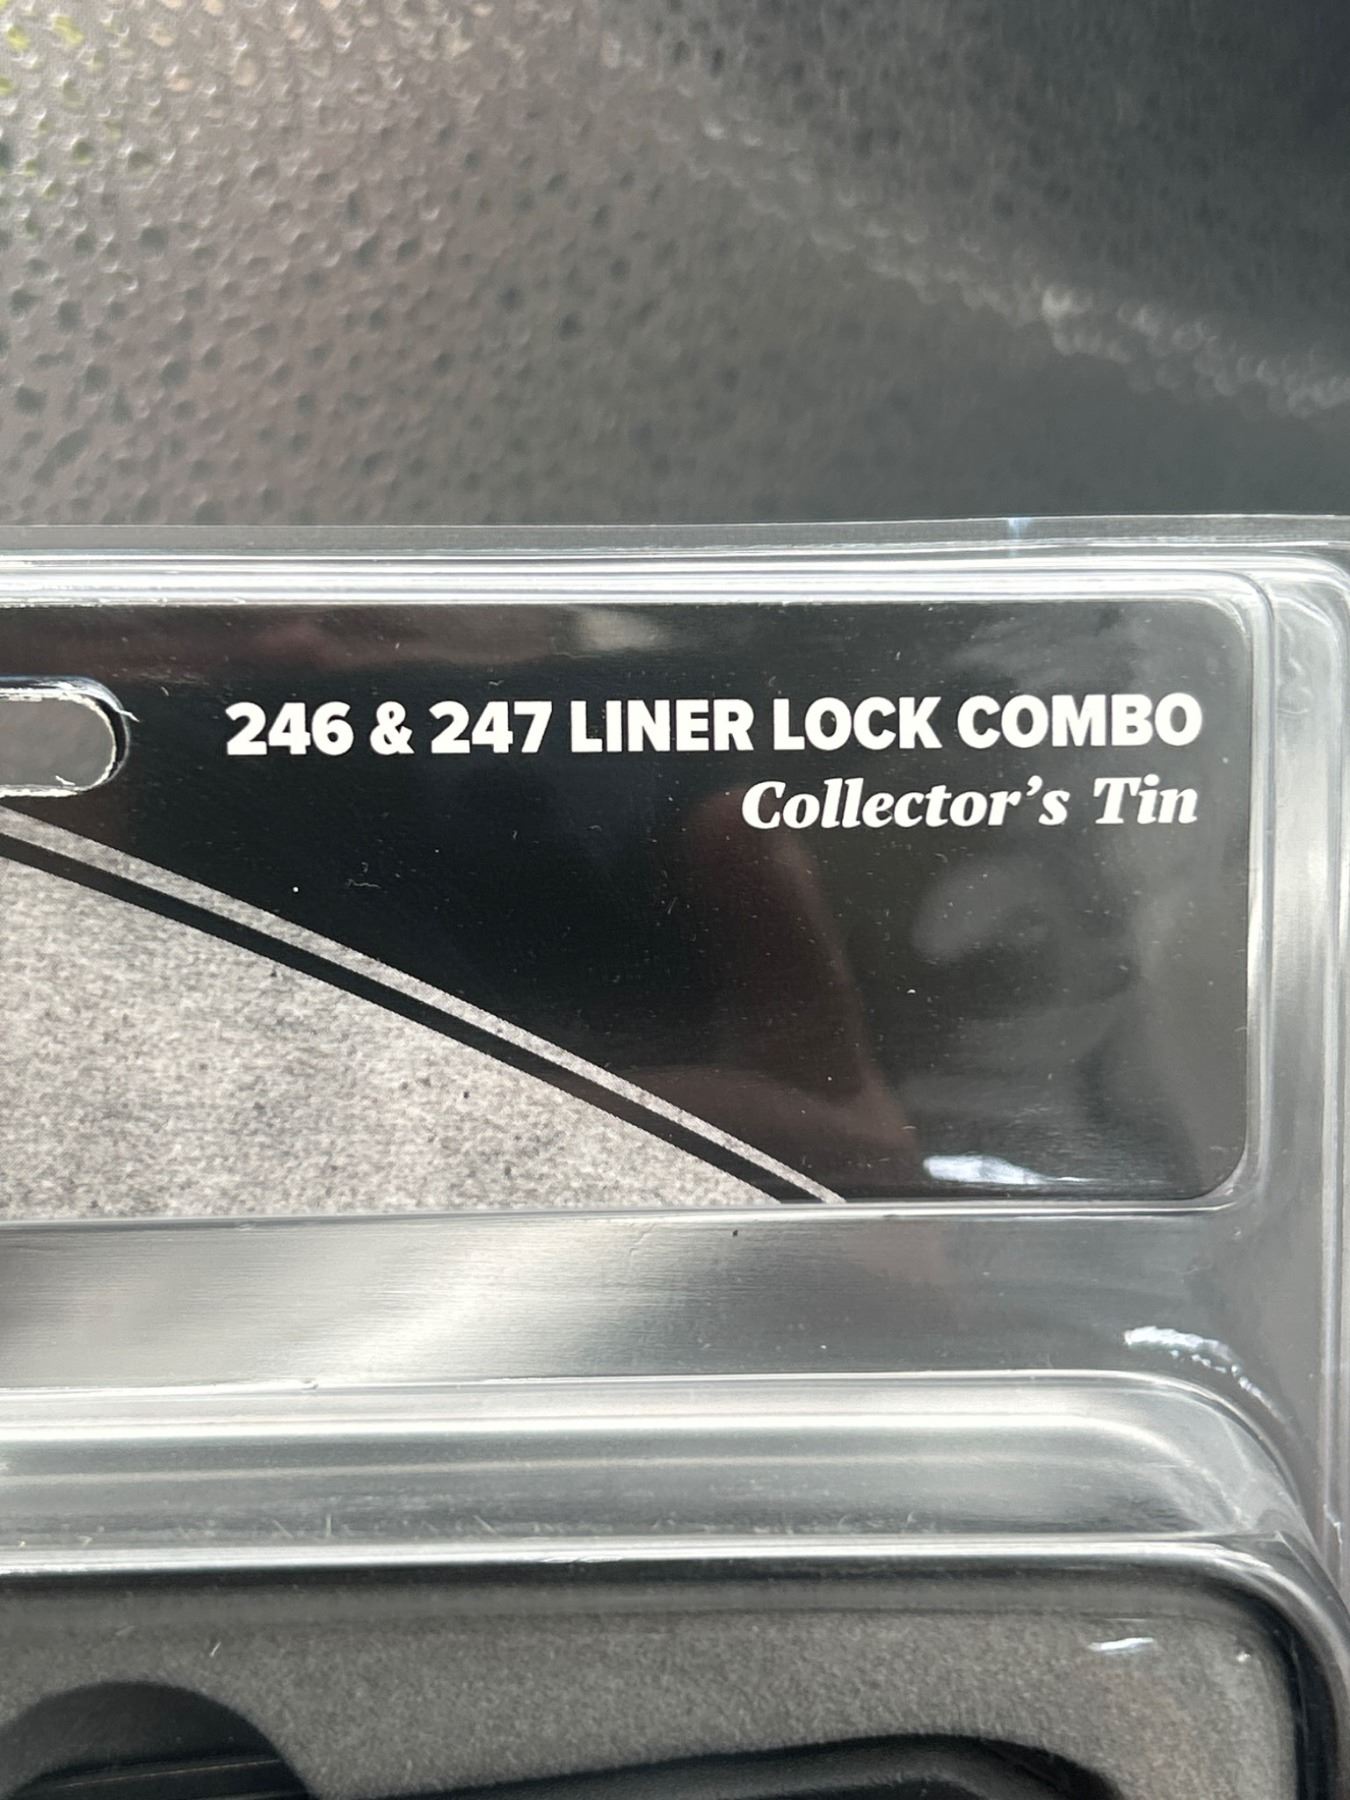 246 & 247 LINER LOCK COMBO
Collector's Tin